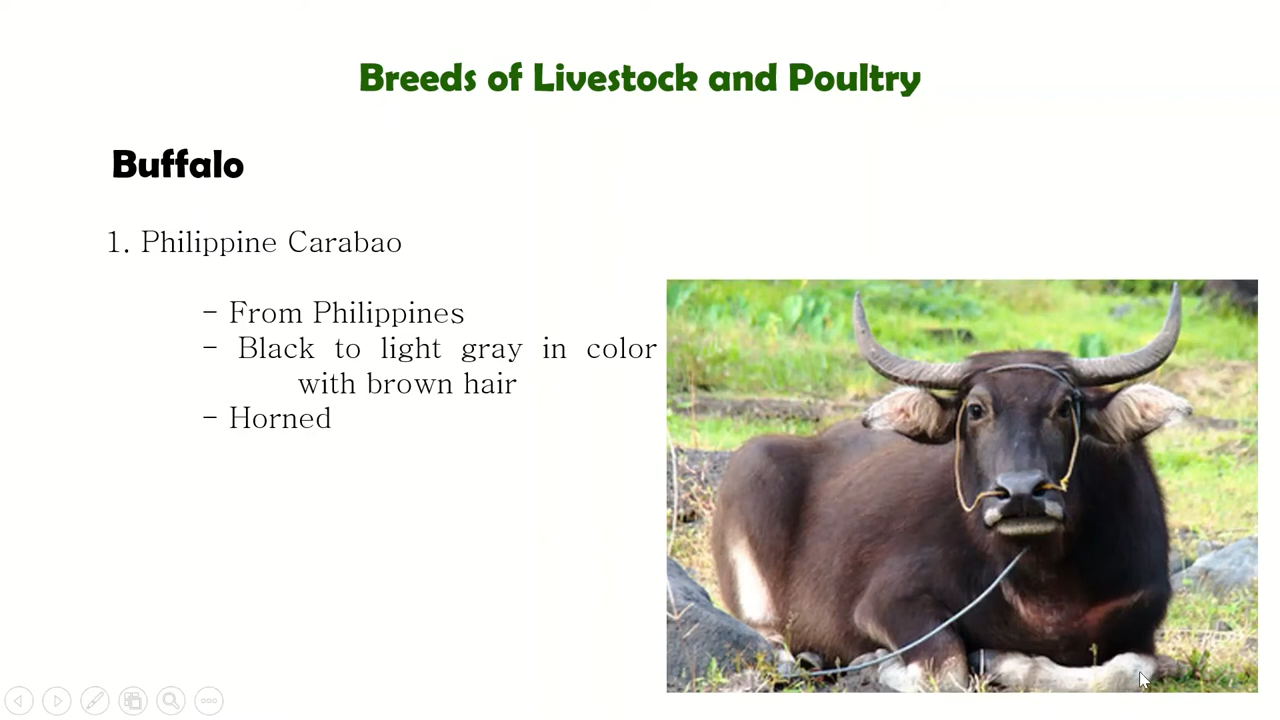 Breeds of Livestock and Poultry
Buffalo
1. Philippine Carabao
- From Philippines
- Black to light gray in color
with brown hair
- Horned